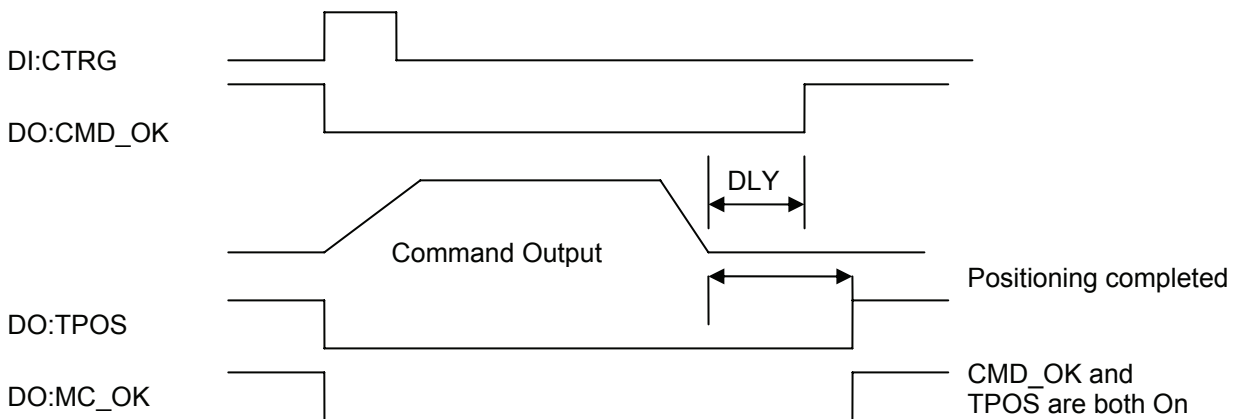 DI:CTRG
DO:CMD_OK
DLY
Command Output
Positioning completed
DO:TPOS
DO:MC_OK
CMD_OK and
TPOS are both On